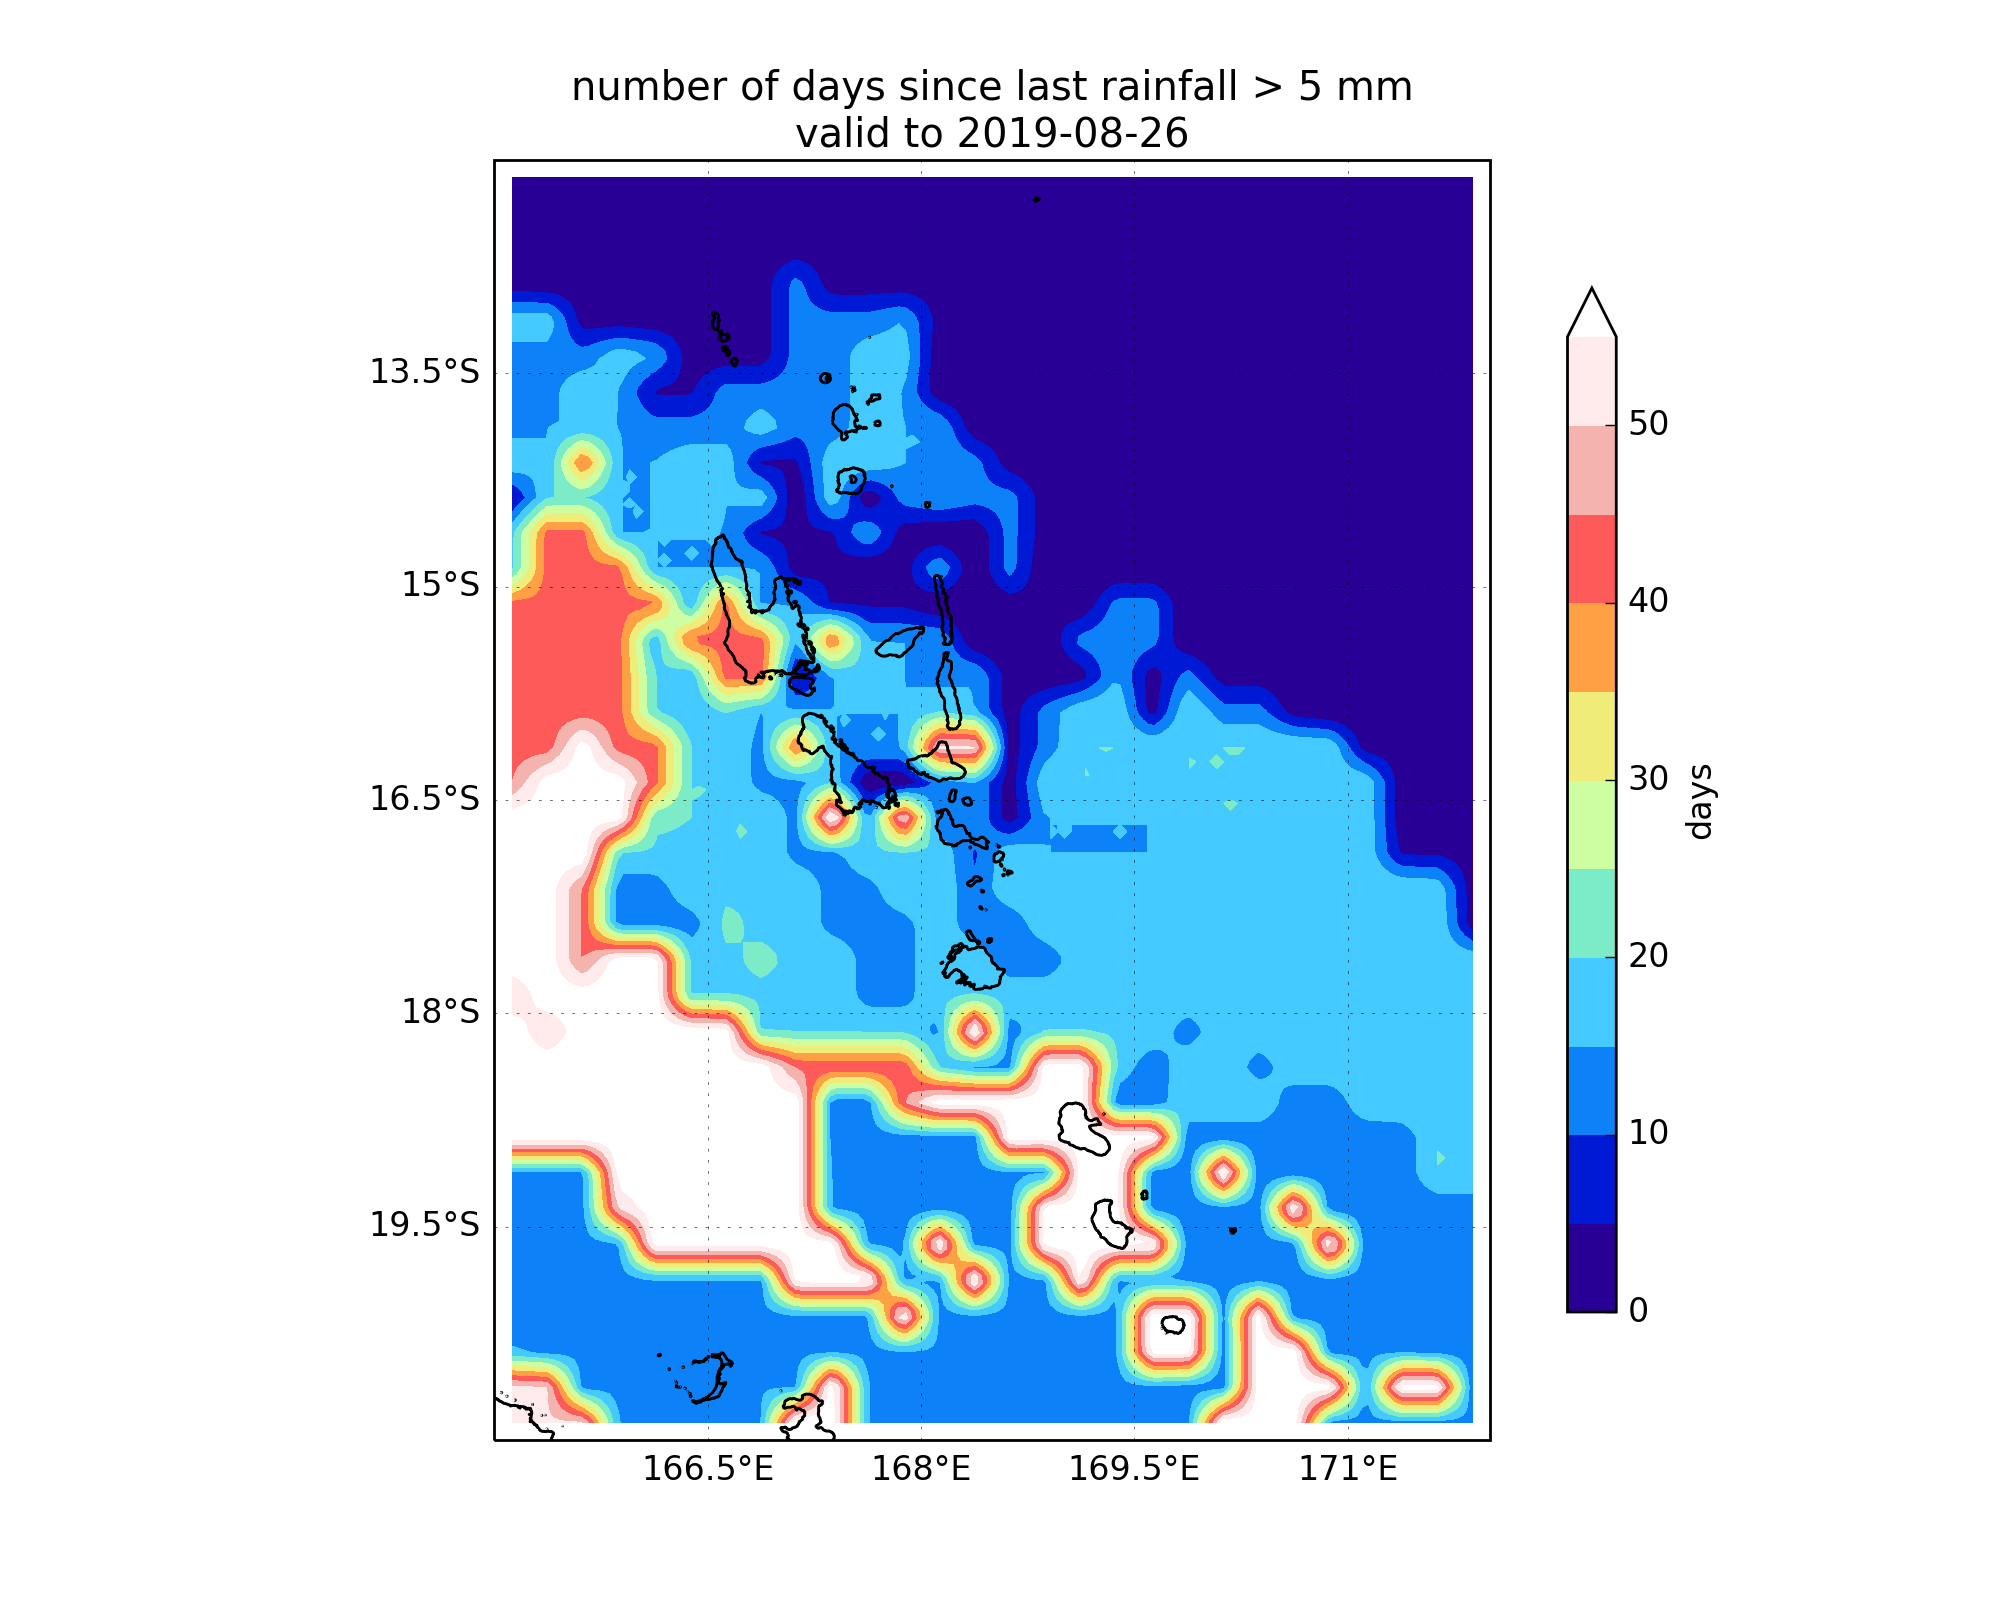 number of days since last rainfall > 5 mm
valid to 2019-08-26
13.5°S
15°S
16.5°S
18°S
19.5°S
166.5°E
168°E
169.5°E
171°E
50
40
30
20
10
0
days